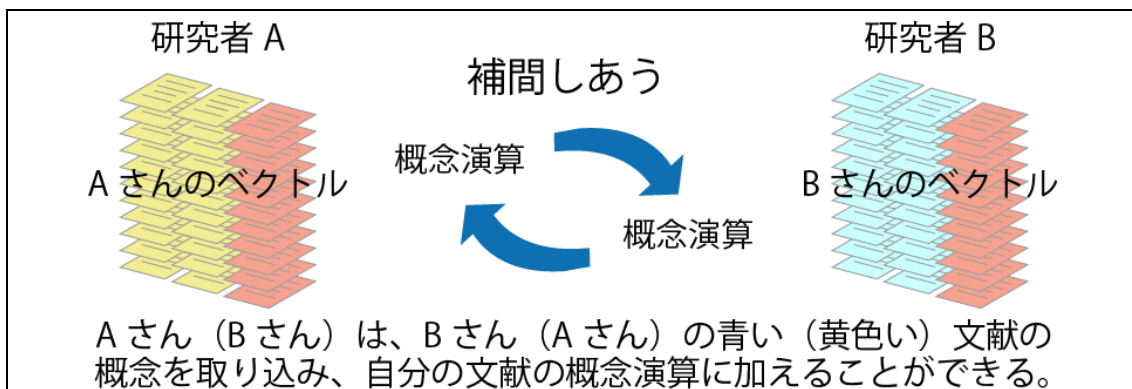 研究者 A
研究者 B
補間しあう
概念演算
A さんのベクトル
B さんのベクトル
概念演算
A さん（B さん）は、B さん（A さん）の青い（黄色い）文献の
概念を取り込み、自分の文献の概念演算に加えることができる。